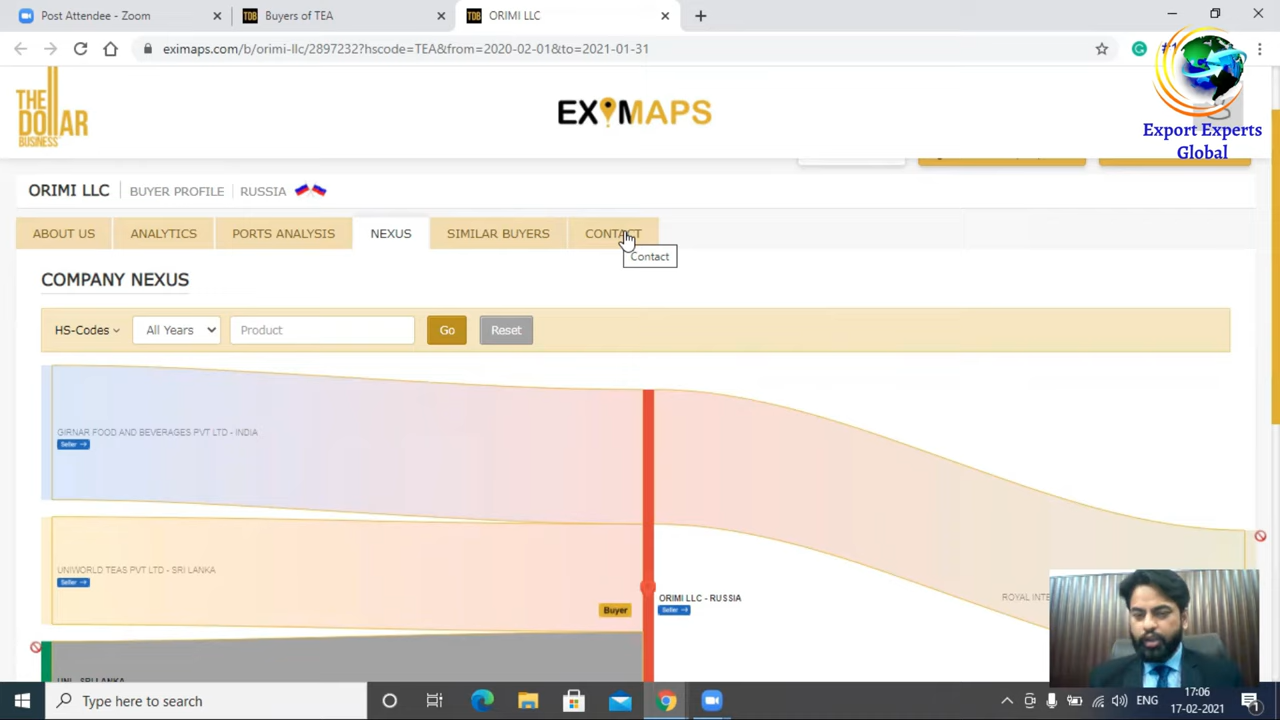 Post Attendee - Zoom
Buyers of TEA
ORIMI LLC
eximaps.com/b/orimi-llc/2897232?hscode=TEA&from=2020-02-01&to=2021-01-31
THE DOLLAR BUSINESS
EXIMAPS
Export Experts
Global
ORIMI LLC
BUYER PROFILE
RUSSIA
ABOUT US
ANALYTICS
PORTS ANALYSIS
NEXUS
SIMILAR BUYERS
CONTACT
Contact
COMPANY NEXUS
HS-Codes
All Years
Product
Go
Reset
GIRNAR FOOD AND BEVERAGES PVT LTD - INDIA
Seller →
UNIWORLD TEAS PVT LTD - SRI LANKA
Seller →
Buyer
ORIMI LLC - RUSSIA
Seller →
ROYAL
UNI - SRI LANKA
Type here to search
ENG
17:06
17-02-2021